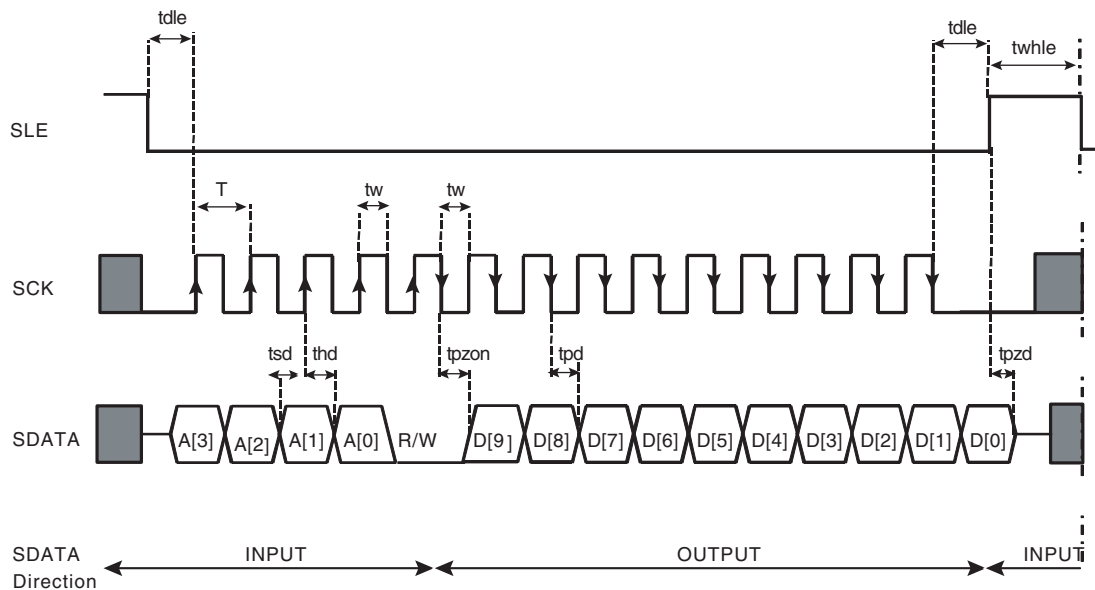 tdle tdle
twhle
SLE
T tw tw
SCK
tsd thd tpzon tpd tpzd
SDATA A[3] A[2] A[1] A[0] R/W D[9] D[8] D[7] D[6] D[5] D[4] D[3] D[2] D[1] D[0]
SDATA INPUT OUTPUT INPUT
Direction